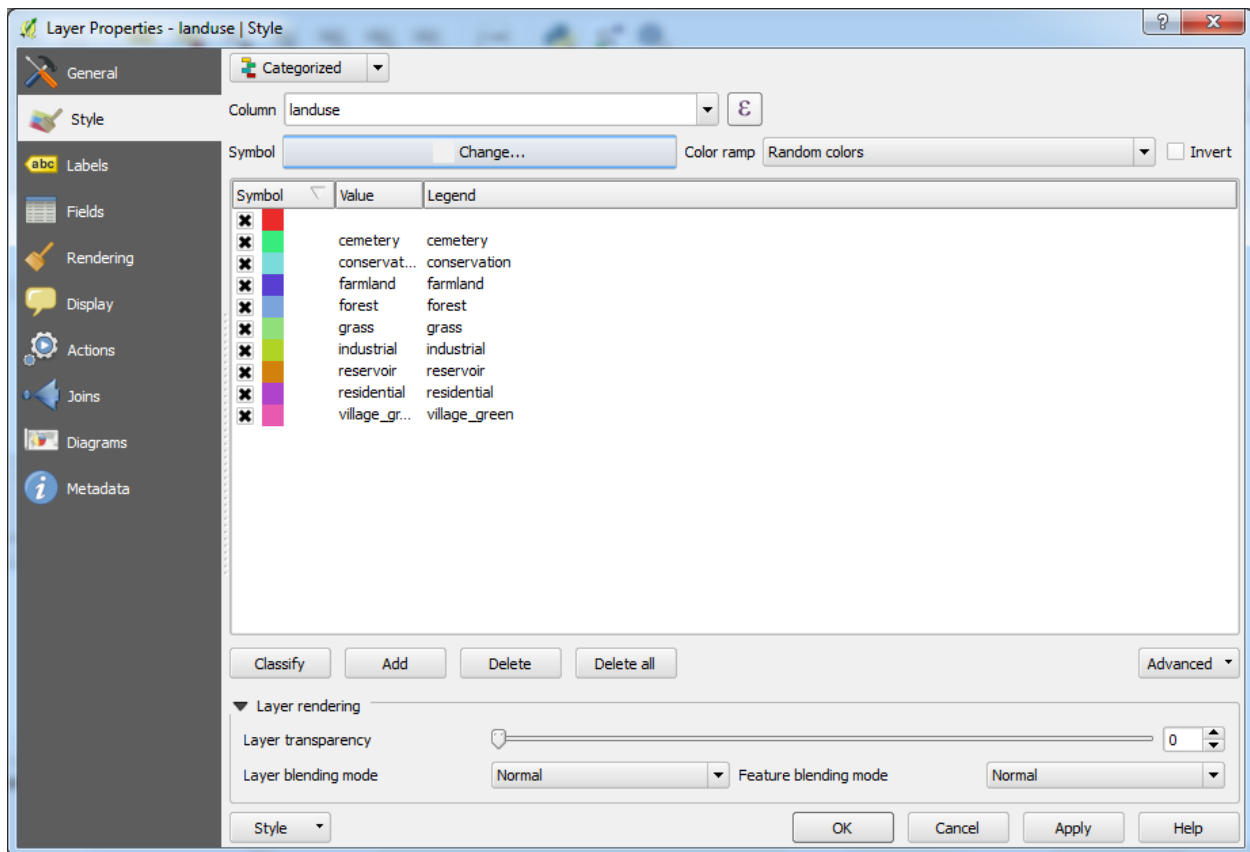 Layer Properties - landuse | Style
General
Style
Labels
Fields
Rendering
Display
Actions
Joins
Diagrams
Metadata
Categorized
Column landuse ε
Symbol Change... Color ramp Random colors Invert
Symbol Value Legend
cemetery cemetery
conservat... conservation
farmland farmland
forest forest
grass grass
industrial industrial
reservoir reservoir
residential residential
village_gr... village_green
Classify Add Delete Delete all Advanced
Layer rendering
Layer transparency 0
Layer blending mode Normal Feature blending mode Normal
Style OK Cancel Apply Help
abc